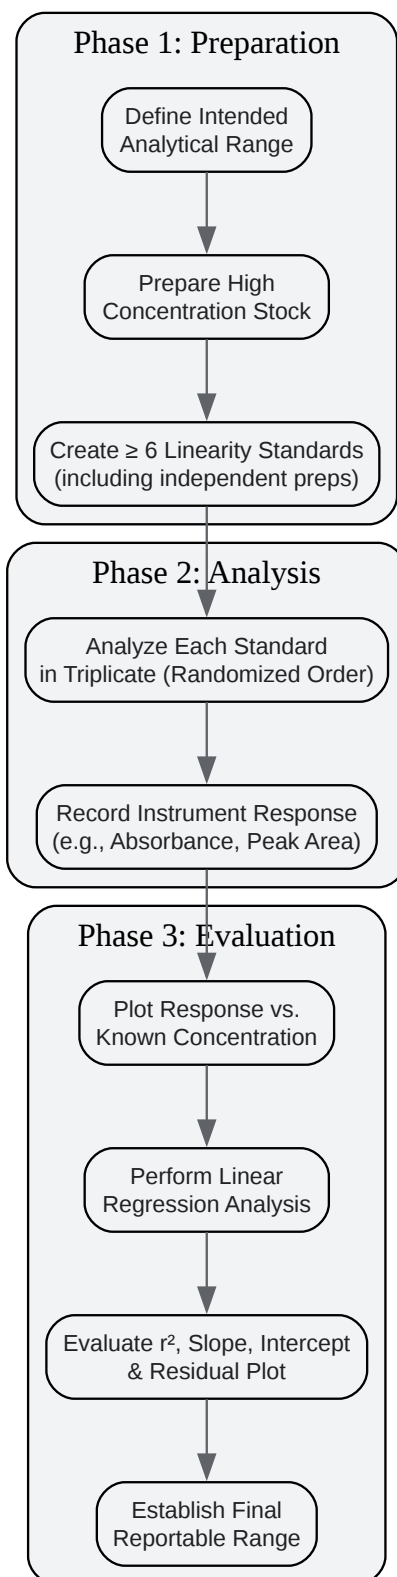 Phase 1: Preparation
Define Intended
Analytical Range
Prepare High
Concentration Stock
Create ≥ 6 Linearity Standards
(including independent preps)
Phase 2: Analysis
Analyze Each Standard
in Triplicate (Randomized Order)
Record Instrument Response
(e.g., Absorbance, Peak Area)
Phase 3: Evaluation
Plot Response vs.
Known Concentration
Perform Linear
Regression Analysis
Evaluate r², Slope, Intercept
& Residual Plot
Establish Final
Reportable Range